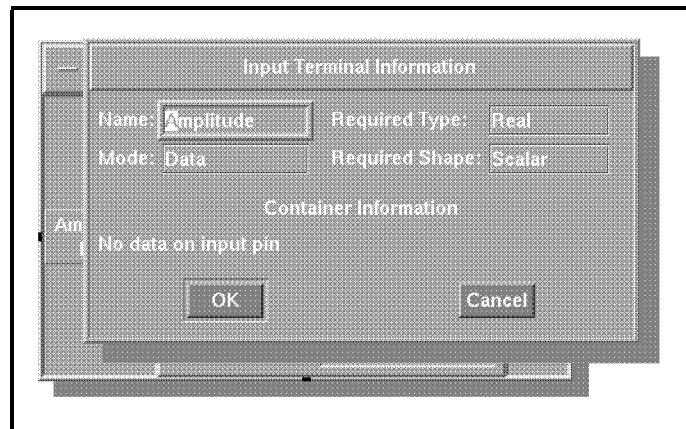 Input Terminal Information
Name: Amplitude Required Type: Real
Mode: Data Required Shape: Scalar
Container Information
Am
No data on input pin
OK Cancel